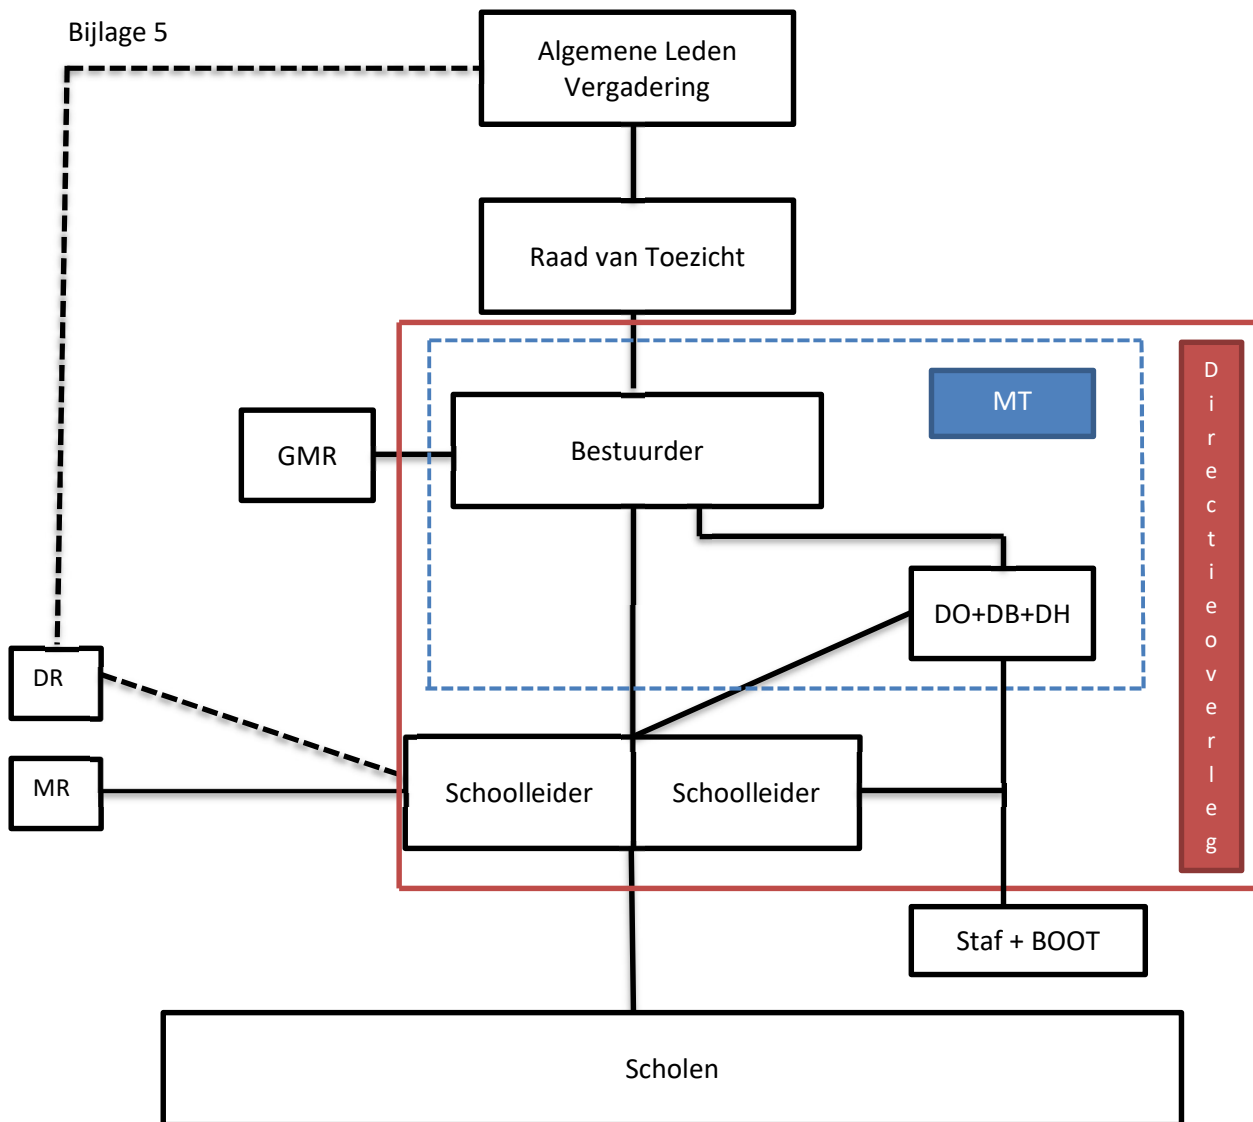 Bijlage 5
Algemene Leden
Vergadering
Raad van Toezicht
MT
Directieoverleg
GMR
Bestuurder
DO+DB+DH
DR
MR
Schoolleider
Schoolleider
Staf + BOOT
Scholen